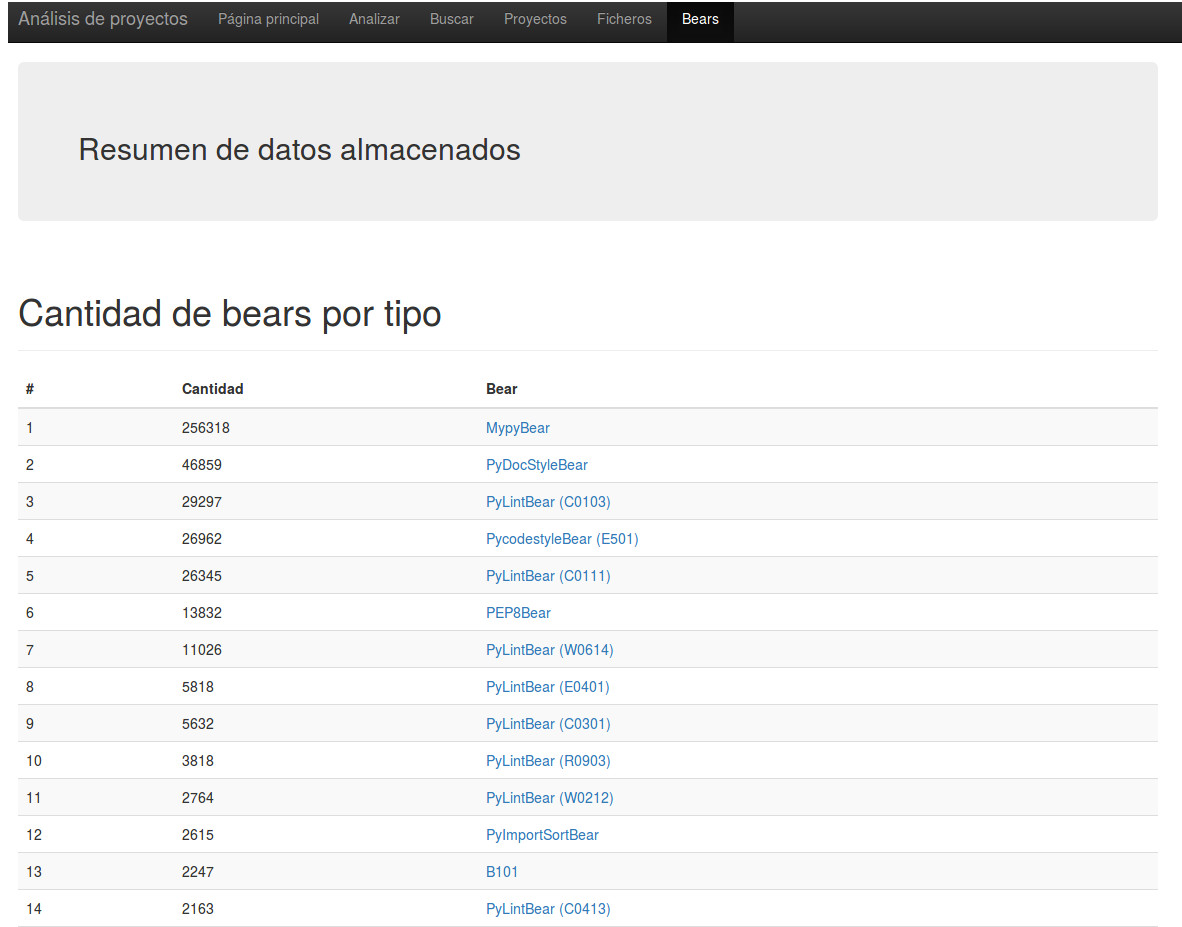 Análisis de proyectos Página principal Analizar Buscar Proyectos Ficheros Bears
Resumen de datos almacenados
Cantidad de bears por tipo
# Cantidad Bear
1 256318 MypyBear
2 46859 PyDocStyleBear
3 29297 PyLintBear (C0103)
4 26962 PycodestyleBear (E501)
5 26345 PyLintBear (C0111)
6 13832 PEP8Bear
7 11026 PyLintBear (W0614)
8 5818 PyLintBear (E0401)
9 5632 PyLintBear (C0301)
10 3818 PyLintBear (R0903)
11 2764 PyLintBear (W0212)
12 2615 PyImportSortBear
13 2247 B101
14 2163 PyLintBear (C0413)